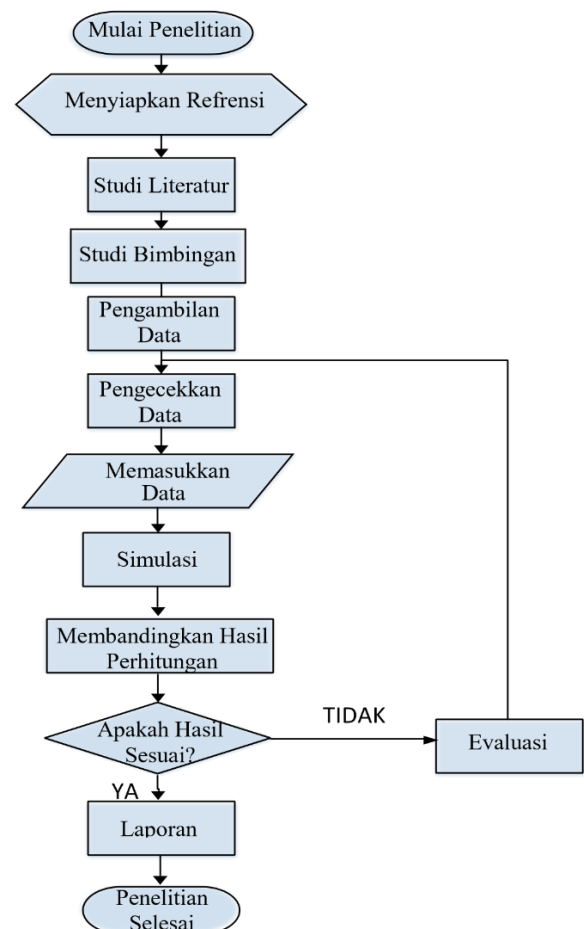 Mulai Penelitian
Menyiapkan Refrensi
Studi Literatur
Studi Bimbingan
Pengambilan
Data
Pengecekkan
Data
Memasukkan
Data
Simulasi
Membandingkan Hasil
Perhitungan
Apakah Hasil
Sesuai?
TIDAK
Evaluasi
YA
Laporan
Penelitian
Selesai